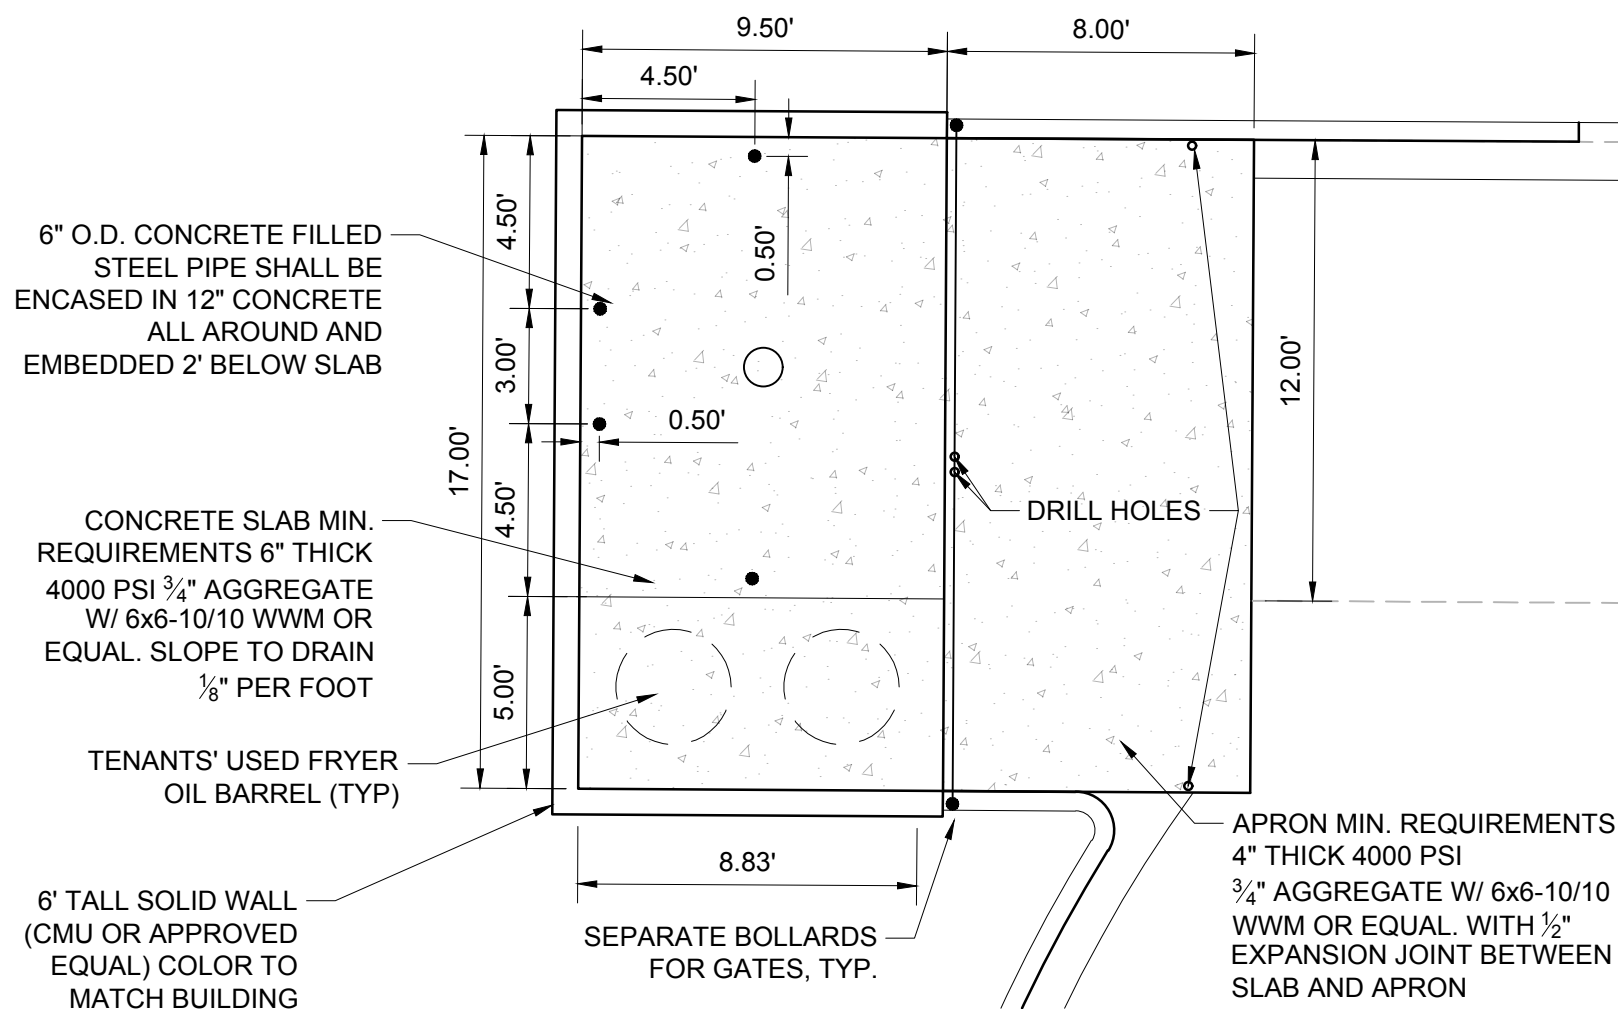 9.50'
8.00'
4.50'
4.50'
0.50'
6" O.D. CONCRETE FILLED
STEEL PIPE SHALL BE
ENCASED IN 12" CONCRETE
ALL AROUND AND
EMBEDDED 2' BELOW SLAB
3.00'
12.00'
0.50'
17.00'
4.50'
DRILL HOLES
CONCRETE SLAB MIN.
REQUIREMENTS 6" THICK
4000 PSI ¾" AGGREGATE
W/ 6x6-10/10 WWM OR
EQUAL. SLOPE TO DRAIN
⅛" PER FOOT
5.00'
TENANTS' USED FRYER
OIL BARREL (TYP)
8.83'
6' TALL SOLID WALL
(CMU OR APPROVED
EQUAL) COLOR TO
MATCH BUILDING
SEPARATE BOLLARDS
FOR GATES, TYP.
APRON MIN. REQUIREMENTS
4" THICK 4000 PSI
¾" AGGREGATE W/ 6x6-10/10
WWM OR EQUAL. WITH ½"
EXPANSION JOINT BETWEEN
SLAB AND APRON